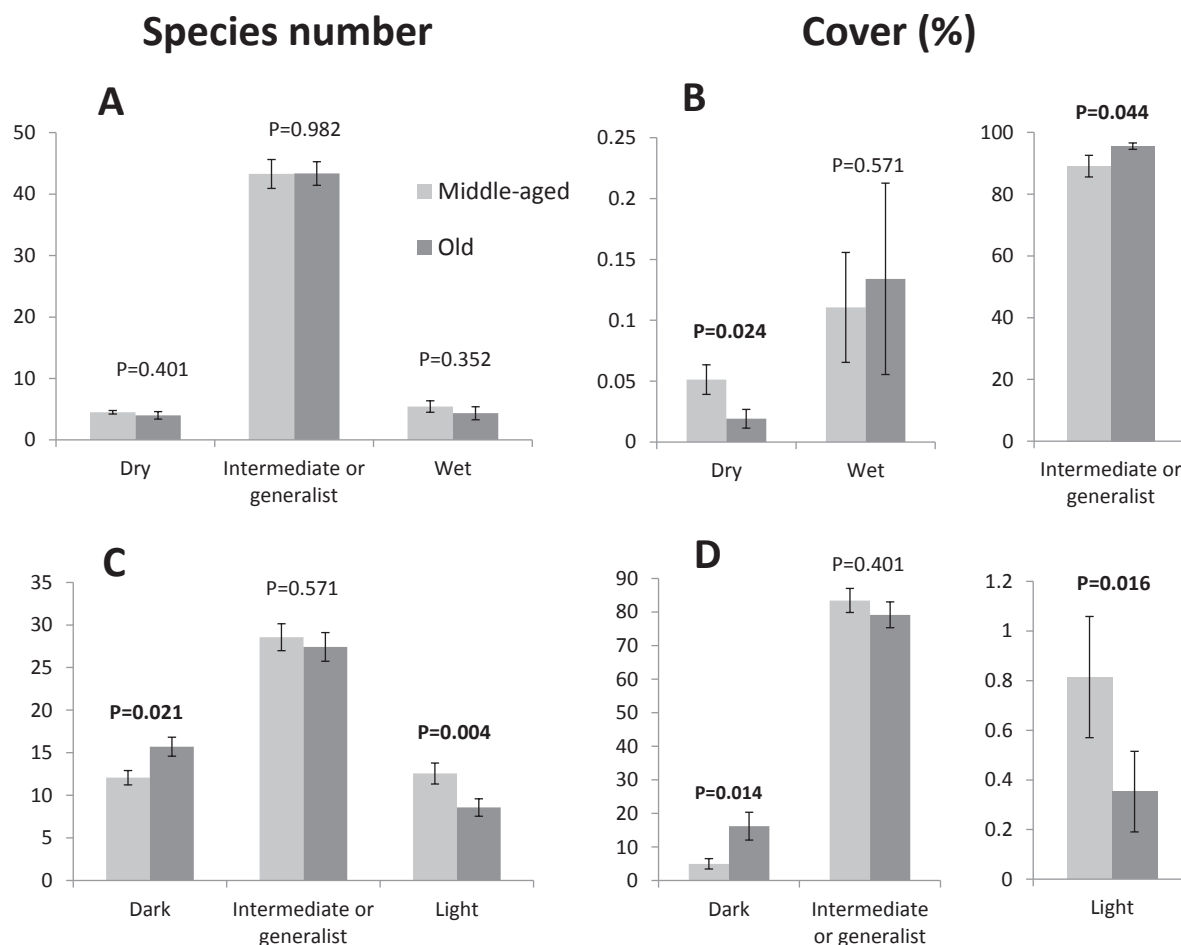 Species number
Cover (%)
A
50
40
30
20
10
0
P=0.401
P=0.982
P=0.352
Middle-aged
Old
Dry
Intermediate or
generalist
Wet
B
0.25
0.2
0.15
0.1
0.05
0
P=0.024
P=0.571
Dry
Wet
100
80
60
40
20
0
P=0.044
Intermediate or
generalist
C
35
30
25
20
15
10
5
0
P=0.021
P=0.571
P=0.004
Dark
Intermediate or
generalist
Light
D
90
80
70
60
50
40
30
20
10
0
P=0.014
P=0.401
Dark
Intermediate
or generalist
1.2
1
0.8
0.6
0.4
0.2
0
P=0.016
Light